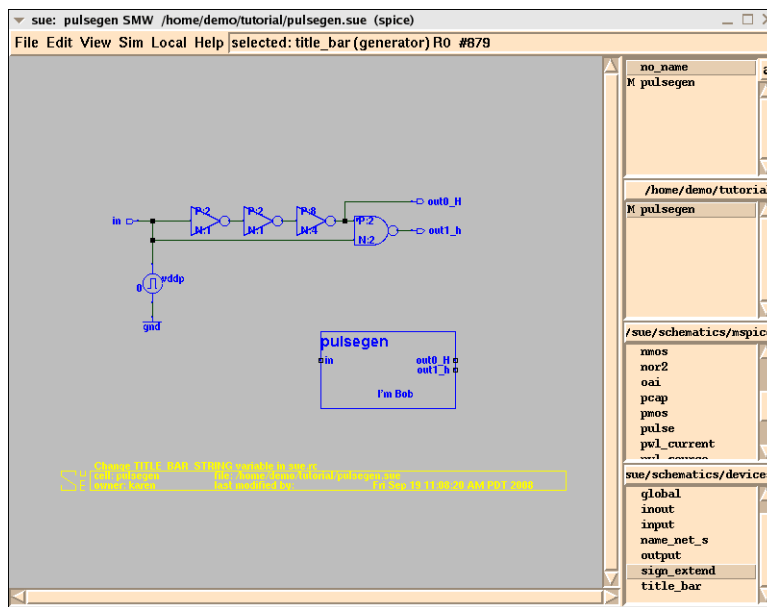 sue: pulsegen SMW /home/demo/tutorial/pulsegen.sue (spice)
File Edit View Sim Local Help selected: title_bar (generator) R0 #879
no_name
M pulsegen
/home/demo/tutorial
M pulsegen
/sue/schematics/mspice
nmos
nor2
oai
pcap
pmos
pulse
pwl_current
pwl_source
sue/schematics/devices
global
inout
input
name_net_s
output
sign_extend
title_bar
in
P:2
N:1
P:2
N:1
P:8
N:4
P:2
N:2
out0_H
out1_h
0
vddp
gnd
pulsegen
in
out0_H
out1_h
I'm Bob
Change TITLE_BAR_STRING variable in sue.rc
SUE
cell: pulsegen file: /home/demo/tutorial/pulsegen.sue
owner: karen last modified by: Fri Sep 19 11:08:20 AM PDT 2008